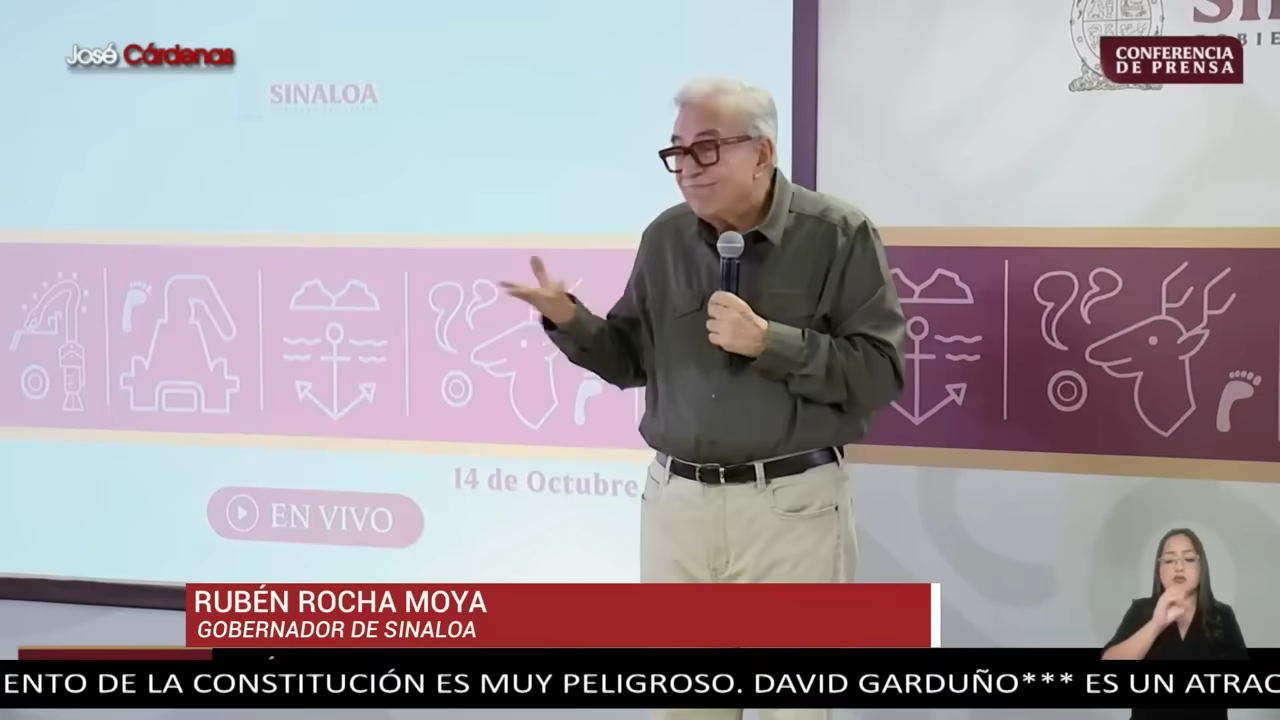 José Cárdenas
SINALOA
CONFERENCIA
DE PRENSA
14 de Octubre
EN VIVO
RUBÉN ROCHA MOYA
GOBERNADOR DE SINALOA
ENTO DE LA CONSTITUCIÓN ES MUY PELIGROSO. DAVID GARDUÑO*** ES UN ATRAC